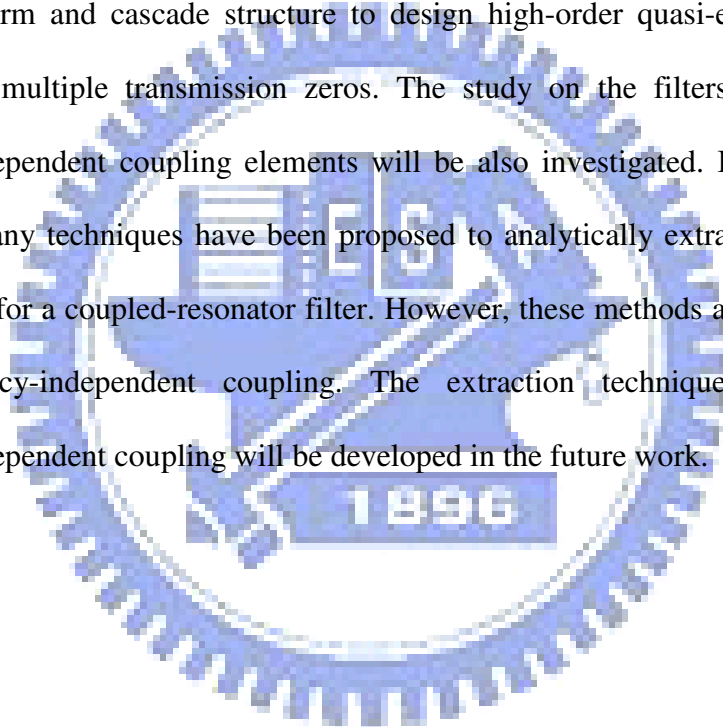 rm and cascade structure to design high-order quasi-e
multiple transmission zeros. The study on the filters
ependent coupling elements will be also investigated. I
any techniques have been proposed to analytically extra
for a coupled-resonator filter. However, these methods a
cy-independent coupling. The extraction technique
ependent coupling will be developed in the future work.
1896